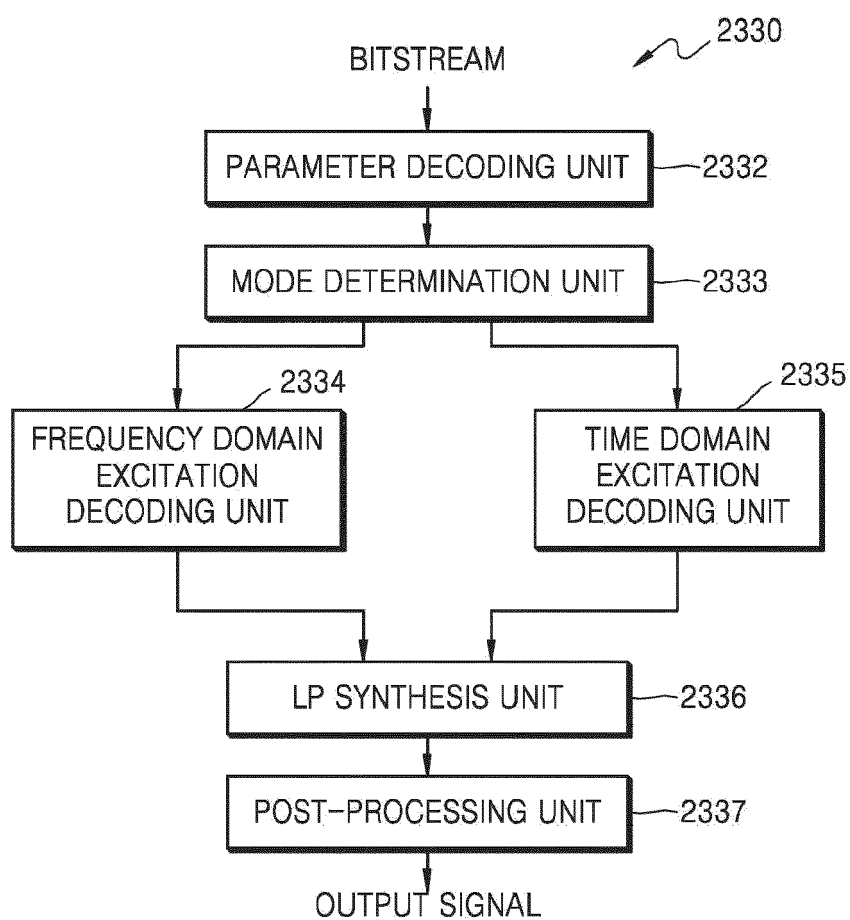 2330
BITSTREAM
PARAMETER DECODING UNIT
2332
MODE DETERMINATION UNIT
2333
2334
2335
FREQUENCY DOMAIN
EXCITATION
DECODING UNIT
TIME DOMAIN
EXCITATION
DECODING UNIT
LP SYNTHESIS UNIT
2336
POST-PROCESSING UNIT
2337
OUTPUT SIGNAL